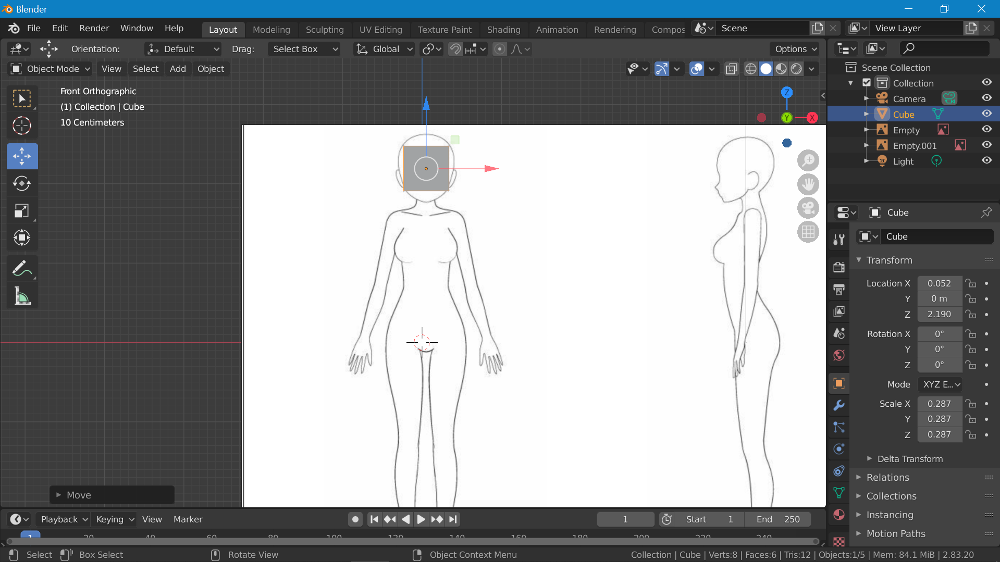 Blender
File Edit Render Window Help Layout Modeling Sculpting UV Editing Texture Paint Shading Animation Rendering Compos Scene View Layer
Orientation: Default Drag: Select Box Global Options
Object Mode View Select Add Object
Front Orthographic
(1) Collection | Cube
10 Centimeters
Z
Y
X
Scene Collection
Collection
Camera
Cube
Empty
Empty.001
Light
Cube
Cube
Transform
Location X 0.052
Y 0 m
Z 2.190
Rotation X 0°
Y 0°
Z 0°
Mode XYZ E...
Scale X 0.287
Y 0.287
Z 0.287
Delta Transform
Relations
Collections
Instancing
Motion Paths
Move
Playback Keying View Marker 1 Start 1 End 250
1 20 40 60 80 100 120 140 160 180 200 220 240
Select Box Select Rotate View Object Context Menu Collection | Cube | Verts:8 | Faces:6 | Tris:12 | Objects:1/5 | Mem: 84.1 MiB | 2.83.20